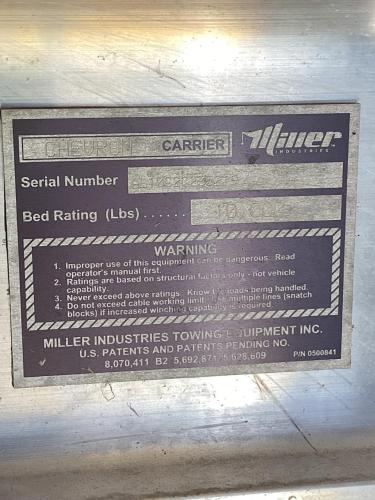 CHEVRON CARRIER
Miller
INDUSTRIES
Serial Number
Bed Rating (Lbs) ......
WARNING
1. Improper use of this equipment can be dangerous. Read
operator's manual first.
2. Ratings are based on structural factors only - not vehicle
capability.
3. Never exceed above ratings. Know the loads being handled.
4. Do not exceed cable working limit. Use multiple lines (snatch
blocks) if increased winching capability is required.
MILLER INDUSTRIES TOWING EQUIPMENT INC.
U.S. PATENTS AND PATENTS PENDING NO.
8,070,411 B2 5,692,871 5,628,609
P/N 0500841